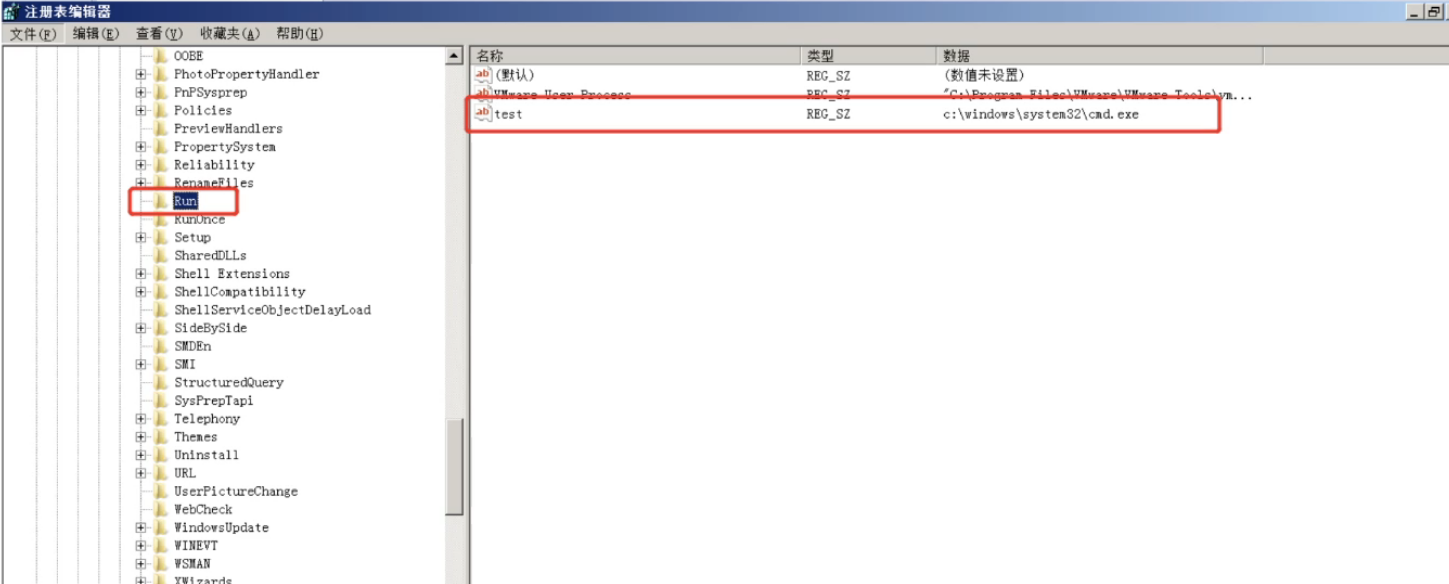 注册表编辑器
文件(F) 编辑(E) 查看(V) 收藏夹(A) 帮助(H)
OOBE
PhotoPropertyHandler
PnPSysprep
Policies
PreviewHandlers
PropertySystem
Reliability
RenameFiles
Run
RunOnce
Setup
SharedDLLs
Shell Extensions
ShellCompatibility
ShellServiceObjectDelayLoad
SideBySide
SMDEn
SMI
StructuredQuery
SysPrepTapi
Telephony
Themes
Uninstall
URL
UserPictureChange
WebCheck
WindowsUpdate
WINEVT
WSMAN
XWizards
名称 类型 数据
ab (默认) REG_SZ (数值未设置)
ab VMware User Process REG_SZ "C:\Program Files\VMware\VMware Tools\vm...
ab test REG_SZ c:\windows\system32\cmd.exe